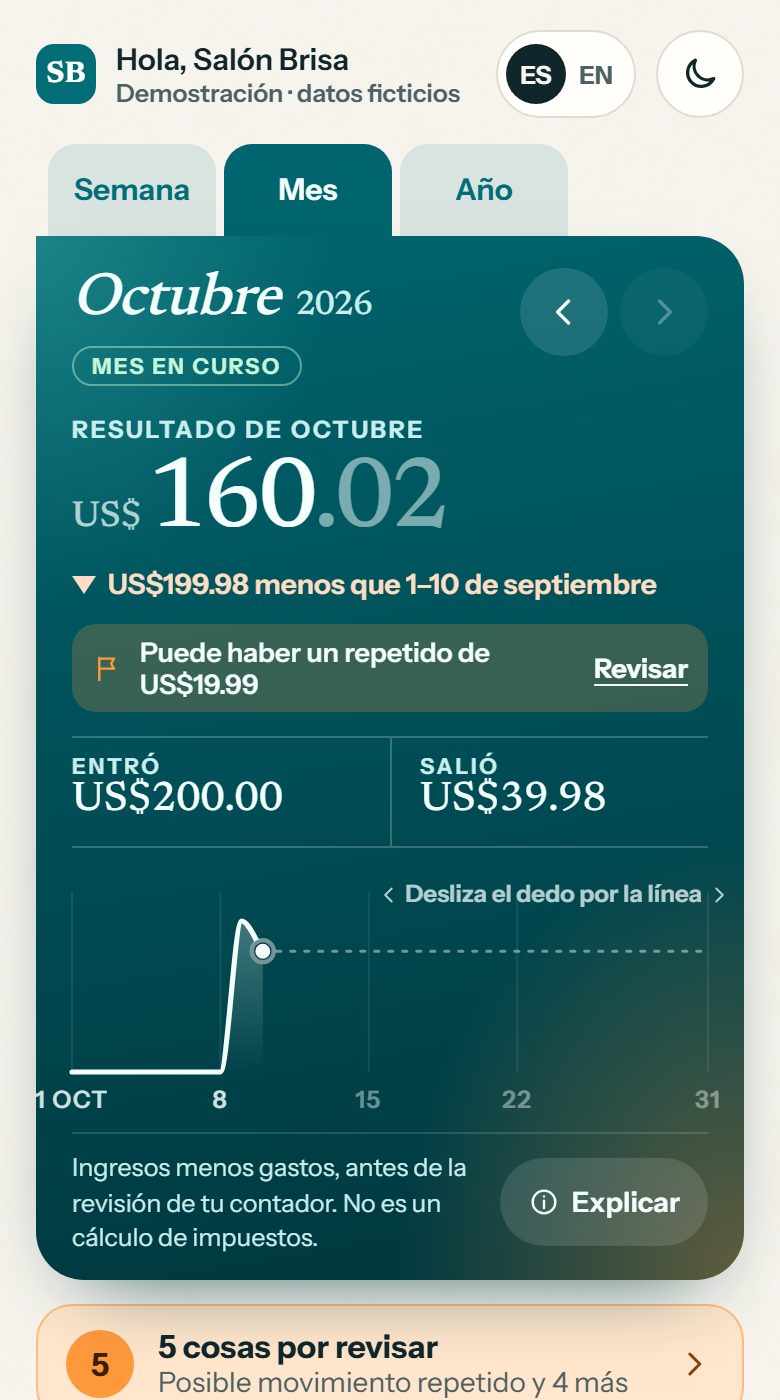 SB
Hola, Salón Brisa
Demostración · datos ficticios
ES EN
Semana Mes Año
Octubre 2026
MES EN CURSO
RESULTADO DE OCTUBRE
US$ 160.02
US$199.98 menos que 1–10 de septiembre
Puede haber un repetido de
US$19.99
Revisar
ENTRÓ
US$200.00
SALIÓ
US$39.98
Desliza el dedo por la línea
1 OCT 8 15 22 31
Ingresos menos gastos, antes de la
revisión de tu contador. No es un
cálculo de impuestos.
Explicar
5
5 cosas por revisar
Posible movimiento repetido y 4 más